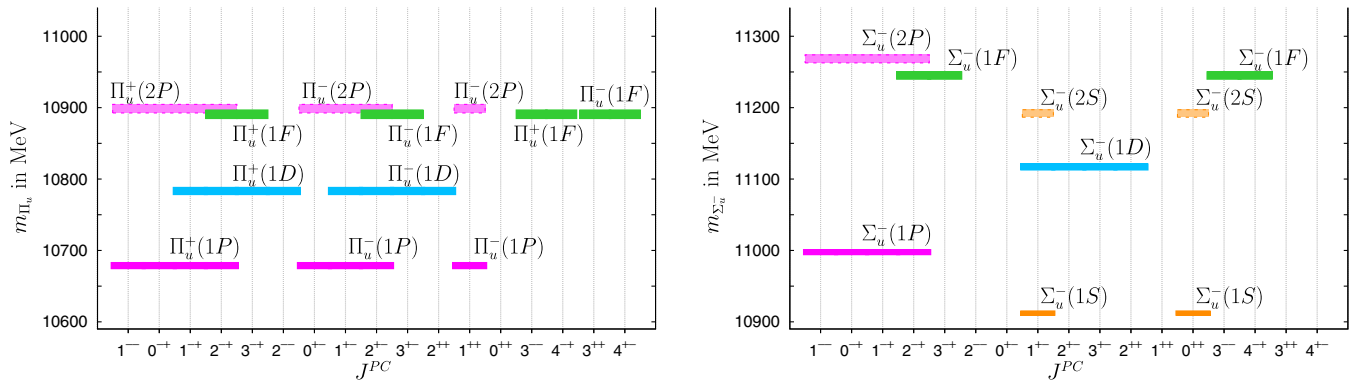 11000
10900
10800
10700
10600
m_{Π_u} in MeV
Π_u^+(2P) Π_u^-(2P) Π_u^-(2P) Π_u^-(1F)
Π_u^+(1F) Π_u^-(1F) Π_u^+(1F)
Π_u^+(1D) Π_u^-(1D)
Π_u^+(1P) Π_u^-(1P) Π_u^-(1P)
1^{--} 0^{-+} 1^{-+} 2^{-+} 3^{-+} 2^{--} 0^{+-} 1^{+-} 2^{+-} 3^{+-} 2^{++} 1^{++} 0^{++} 3^{--} 4^{-+} 3^{++} 4^{+-}
J^{PC}
11300
11200
11100
11000
10900
m_{Σ_u^-} in MeV
Σ_u^-(2P)
Σ_u^-(1F) Σ_u^-(1F)
Σ_u^-(2S) Σ_u^-(2S)
Σ_u^-(1D)
Σ_u^-(1P)
Σ_u^-(1S) Σ_u^-(1S)
1^{--} 0^{-+} 1^{-+} 2^{-+} 3^{-+} 2^{--} 0^{+-} 1^{+-} 2^{+-} 3^{+-} 2^{++} 1^{++} 0^{++} 3^{--} 4^{-+} 3^{++} 4^{+-}
J^{PC}